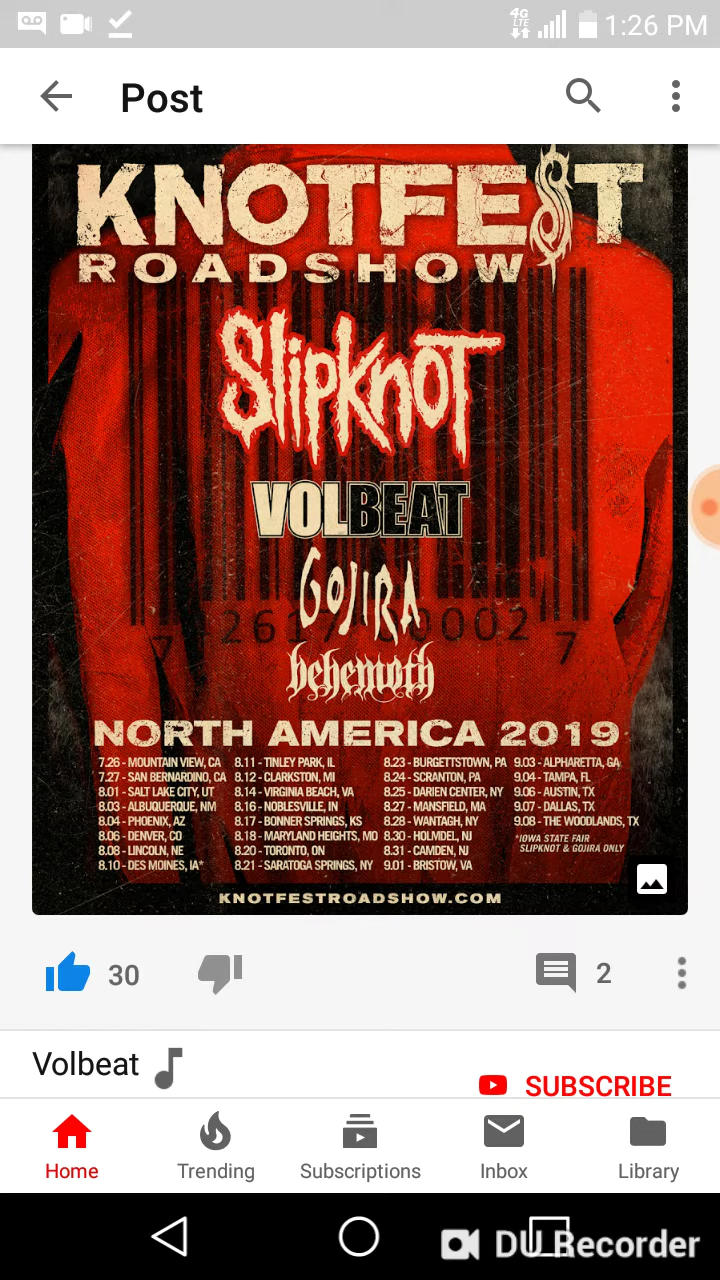 4G
LTE
1:26 PM
Post
KNOTFEST
ROADSHOW
SLIPKNOT
VOLBEAT
GOJIRA
behemoth
7 2617 00002 7
NORTH AMERICA 2019
7.26 - MOUNTAIN VIEW, CA
7.27 - SAN BERNARDINO, CA
8.01 - SALT LAKE CITY, UT
8.03 - ALBUQUERQUE, NM
8.04 - PHOENIX, AZ
8.06 - DENVER, CO
8.08 - LINCOLN, NE
8.10 - DES MOINES, IA*
8.11 - TINLEY PARK, IL
8.12 - CLARKSTON, MI
8.14 - VIRGINIA BEACH, VA
8.16 - NOBLESVILLE, IN
8.17 - BONNER SPRINGS, KS
8.18 - MARYLAND HEIGHTS, MO
8.20 - TORONTO, ON
8.21 - SARATOGA SPRINGS, NY
8.23 - BURGETTSTOWN, PA
8.24 - SCRANTON, PA
8.25 - DARIEN CENTER, NY
8.27 - MANSFIELD, MA
8.28 - WANTAGH, NY
8.30 - HOLMDEL, NJ
8.31 - CAMDEN, NJ
9.01 - BRISTOW, VA
9.03 - ALPHARETTA, GA
9.04 - TAMPA, FL
9.06 - AUSTIN, TX
9.07 - DALLAS, TX
9.08 - THE WOODLANDS, TX
*IOWA STATE FAIR
SLIPKNOT & GOJIRA ONLY
KNOTFESTROADSHOW.COM
30
2
Volbeat
SUBSCRIBE
Home
Trending
Subscriptions
Inbox
Library
DU Recorder